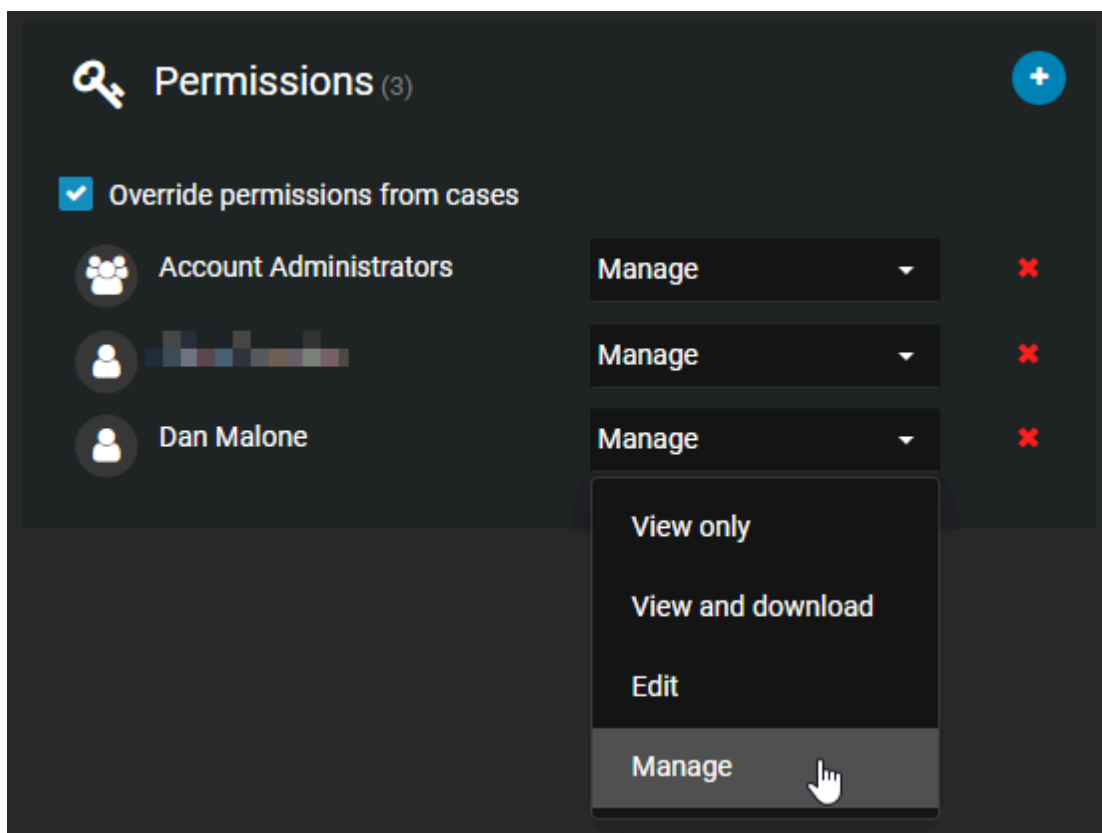 Permissions (3)
Override permissions from cases
Account Administrators Manage
Manage
Dan Malone Manage
View only
View and download
Edit
Manage